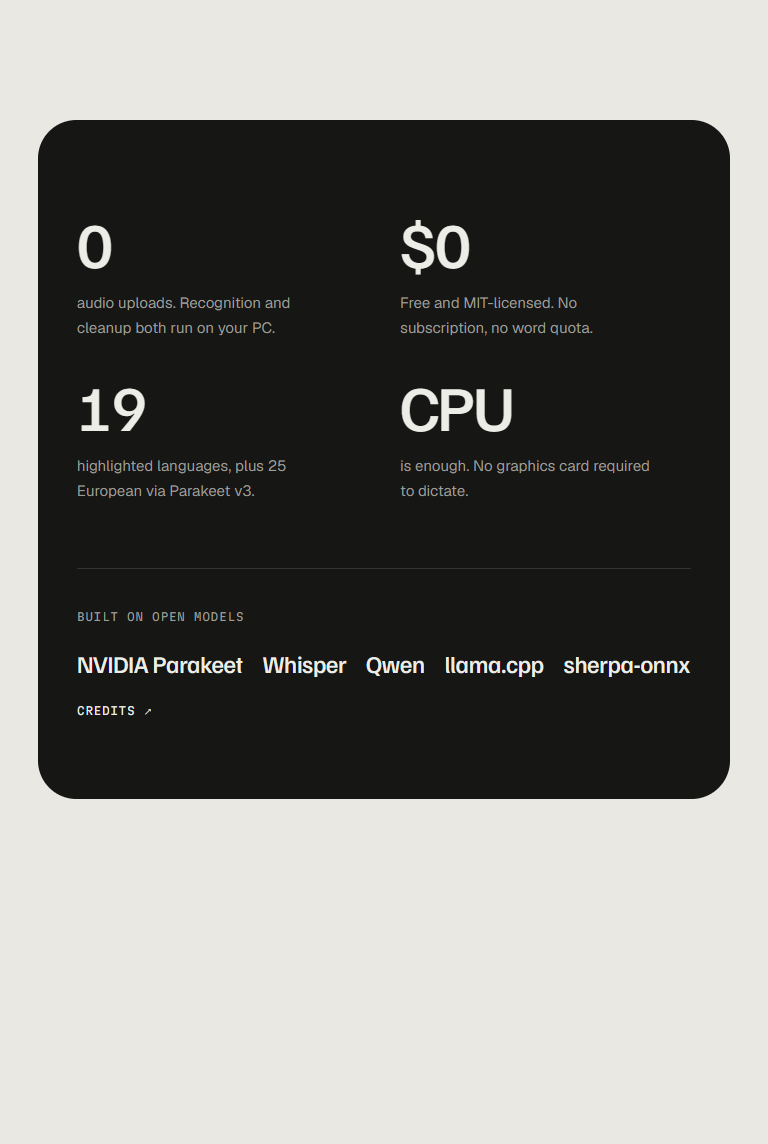 0
audio uploads. Recognition and
cleanup both run on your PC.
$0
Free and MIT-licensed. No
subscription, no word quota.
19
highlighted languages, plus 25
European via Parakeet v3.
CPU
is enough. No graphics card required
to dictate.
BUILT ON OPEN MODELS
NVIDIA Parakeet Whisper Qwen llama.cpp sherpa-onnx
CREDITS ↗